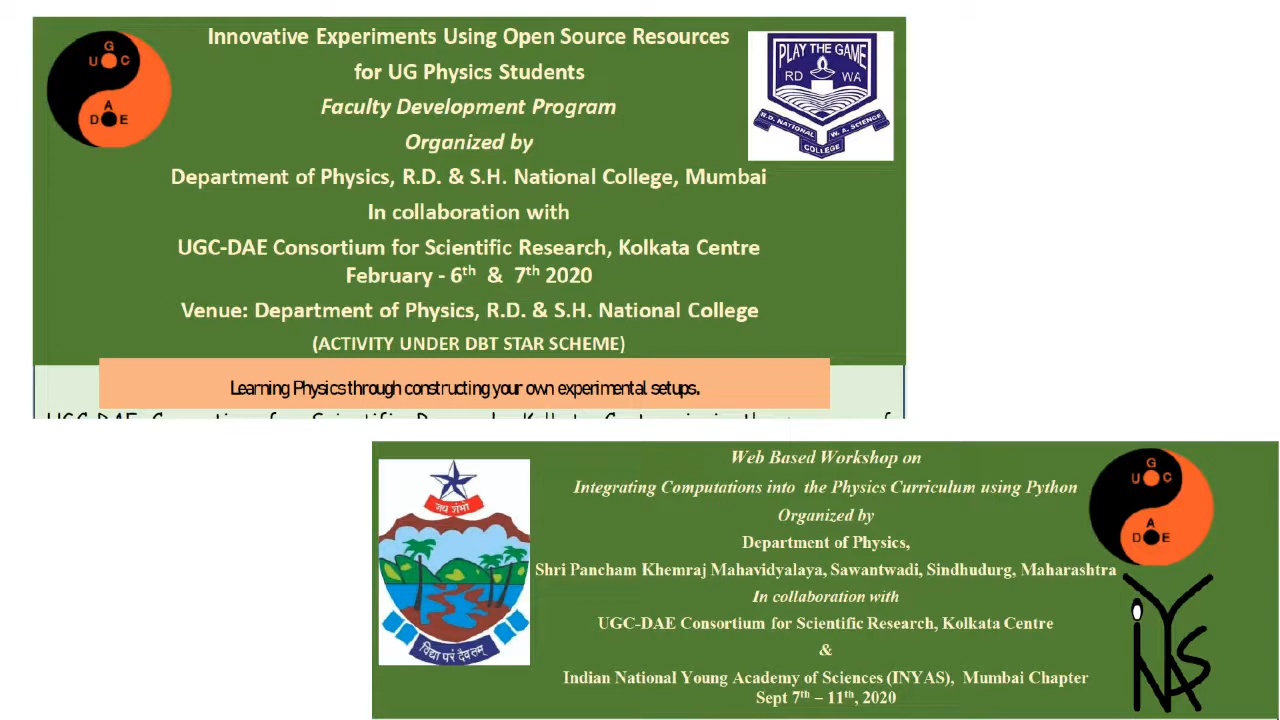 Innovative Experiments Using Open Source Resources
for UG Physics Students
Faculty Development Program
Organized by
Department of Physics, R.D. & S.H. National College, Mumbai
In collaboration with
UGC-DAE Consortium for Scientific Research, Kolkata Centre
February - 6th & 7th 2020
Venue: Department of Physics, R.D. & S.H. National College
(ACTIVITY UNDER DBT STAR SCHEME)
Learning Physics through constructing your own experimental setups.
G
U C
A
D E
PLAY THE GAME
RD WA
R.D. NATIONAL
COLLEGE
W. A. SCIENCE
Web Based Workshop on
Integrating Computations into the Physics Curriculum using Python
Organized by
Department of Physics,
Shri Pancham Khemraj Mahavidyalaya, Sawantwadi, Sindhudurg, Maharashtra
In collaboration with
UGC-DAE Consortium for Scientific Research, Kolkata Centre
&
Indian National Young Academy of Sciences (INYAS), Mumbai Chapter
Sept 7th – 11th, 2020
जय शंभो
विद्या परं दैवतम्
G
U C
A
D E
iNYAS